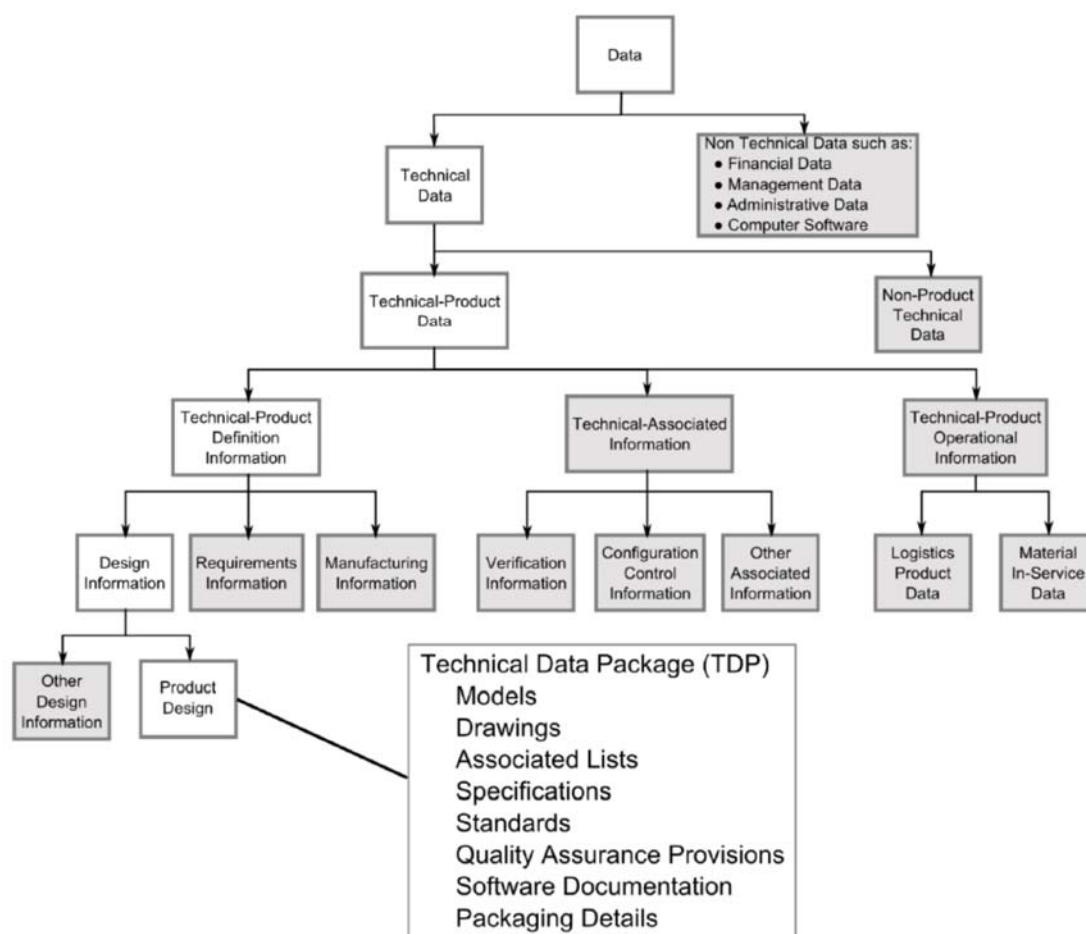 Data
Technical
Data
Non Technical Data such as:
● Financial Data
● Management Data
● Administrative Data
● Computer Software
Technical-Product
Data
Non-Product
Technical
Data
Technical-Product
Definition
Information
Technical-Associated
Information
Technical-Product
Operational
Information
Design
Information
Requirements
Information
Manufacturing
Information
Verification
Information
Configuration
Control
Information
Other
Associated
Information
Logistics
Product
Data
Material
In-Service
Data
Other
Design
Information
Product
Design
Technical Data Package (TDP)
Models
Drawings
Associated Lists
Specifications
Standards
Quality Assurance Provisions
Software Documentation
Packaging Details